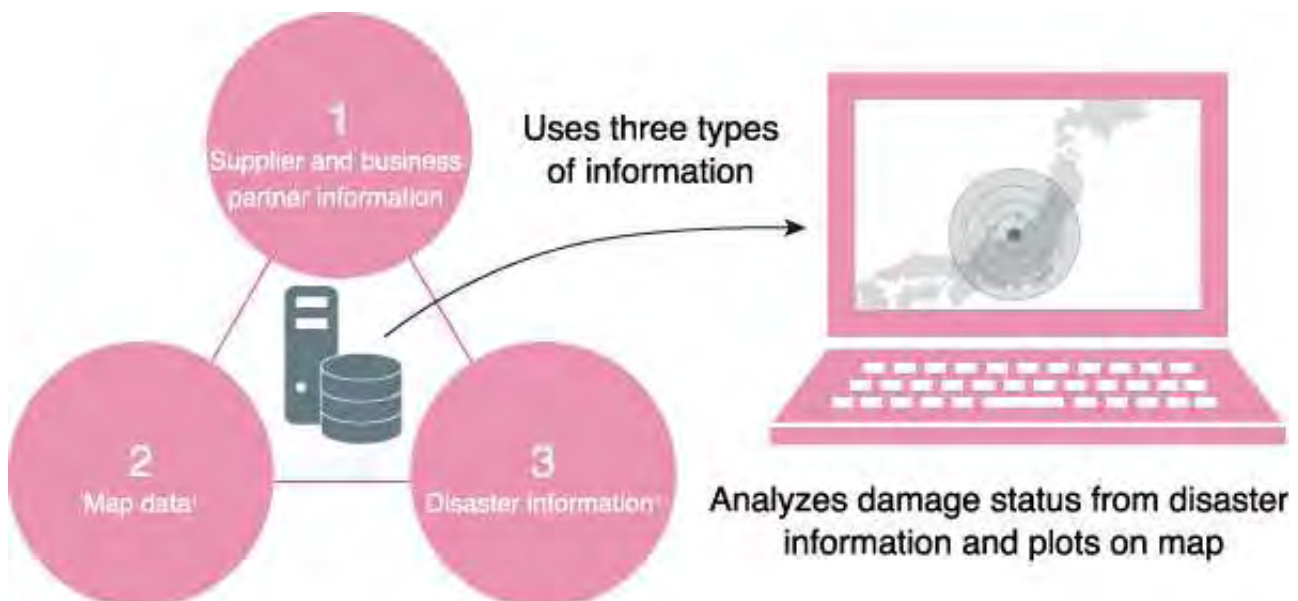 1
Supplier and business
partner information
Uses three types
of information
2
Map data
3
Disaster information
Analyzes damage status from disaster
information and plots on map